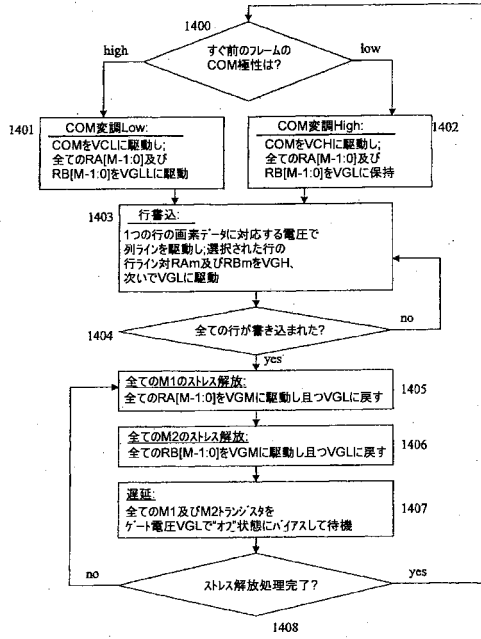 1400
すぐ前のフレームの
COM極性は?
high
low
1401
COM変調Low:
COMをVCLに駆動し;
全てのRA[M-1:0]及び
RB[M-1:0]をVGLLに駆動
COM変調High:
COMをVCHに駆動し;
全てのRA[M-1:0]及び
RB[M-1:0]をVGLに保持
1402
1403
行書込:
1つの行の画素データに対応する電圧で
列ラインを駆動し;選択された行の
行ライン対RAm及びRBmをVGH、
次いでVGLに駆動
1404
全ての行が書き込まれた?
no
yes
全てのM1のストレス解放:
全てのRA[M-1:0]をVGMに駆動し且つVGLに戻す
1405
全てのM2のストレス解放:
全てのRB[M-1:0]をVGMに駆動し且つVGLに戻す
1406
遅延:
全てのM1及びM2トランジスタを
ゲート電圧VGLで"オフ"状態にバイアスして待機
1407
no
ストレス解放処理完了?
yes
1408